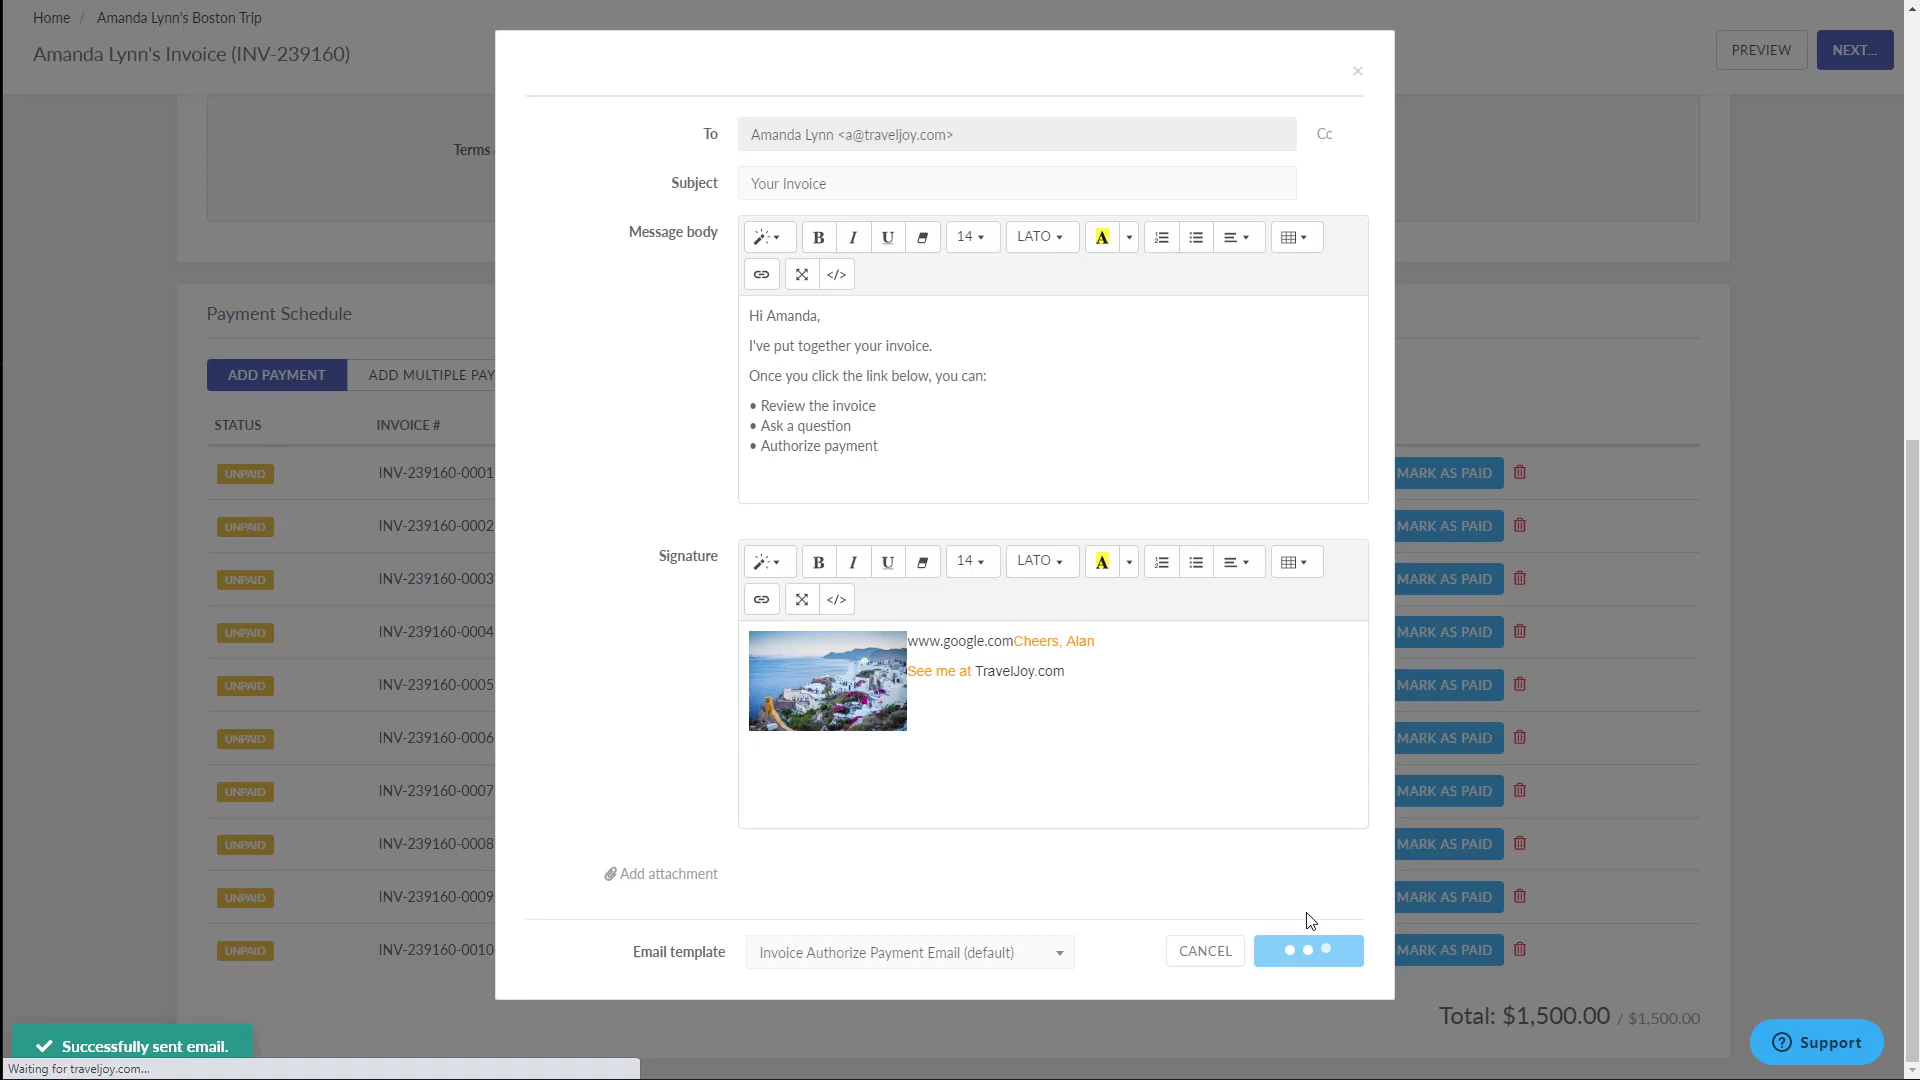 Home / Amanda Lynn's Boston Trip
Amanda Lynn's Invoice (INV-239160)
PREVIEW
NEXT...
×
To
Amanda Lynn <a@traveljoy.com>
Cc
Terms
Subject
Your Invoice
Message body
B I U 14 LATO A
</>
Hi Amanda,
I've put together your invoice.
Once you click the link below, you can:
• Review the invoice
• Ask a question
• Authorize payment
Signature
B I U 14 LATO A
</>
www.google.comCheers, Alan
See me at TravelJoy.com
Add attachment
Email template
Invoice Authorize Payment Email (default)
CANCEL
Payment Schedule
ADD PAYMENT
ADD MULTIPLE PAY
STATUS INVOICE #
UNPAID INV-239160-0001 MARK AS PAID
UNPAID INV-239160-0002 MARK AS PAID
UNPAID INV-239160-0003 MARK AS PAID
UNPAID INV-239160-0004 MARK AS PAID
UNPAID INV-239160-0005 MARK AS PAID
UNPAID INV-239160-0006 MARK AS PAID
UNPAID INV-239160-0007 MARK AS PAID
UNPAID INV-239160-0008 MARK AS PAID
UNPAID INV-239160-0009 MARK AS PAID
UNPAID INV-239160-0010 MARK AS PAID
Total: $1,500.00 / $1,500.00
Support
Successfully sent email.
Waiting for traveljoy.com...